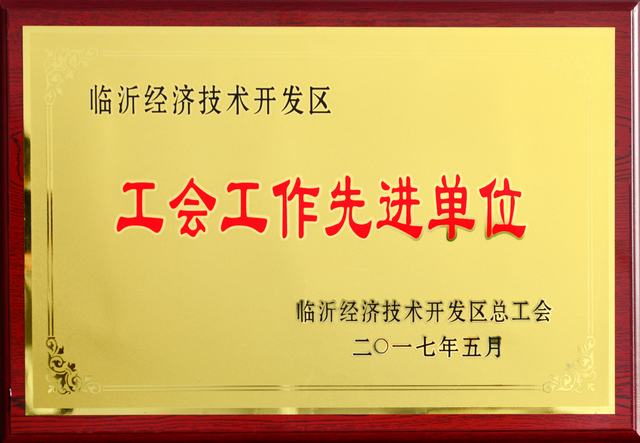 临沂经济技术开发区
工会工作先进单位
临沂经济技术开发区总工会
二〇一七年五月